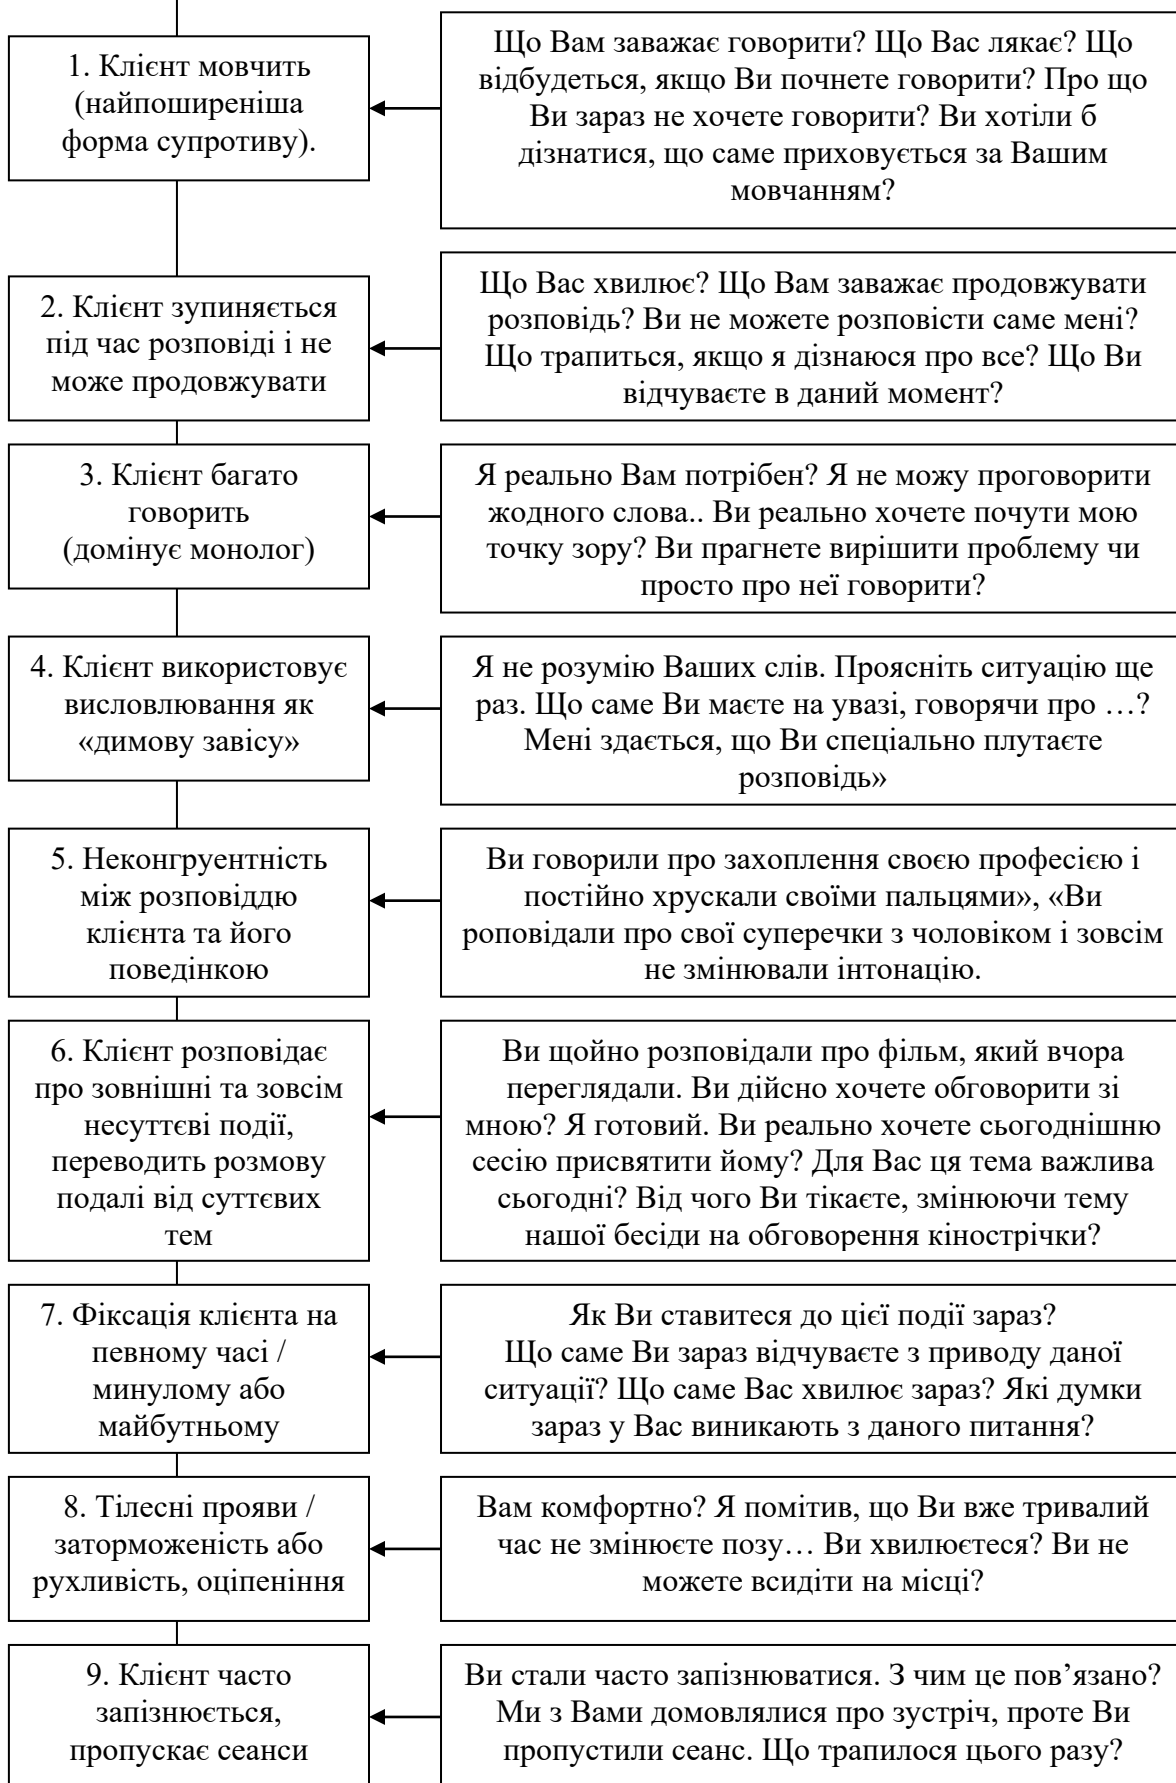 1. Клієнт мовчить
(найпоширеніша
форма супротиву).
Що Вам заважає говорити? Що Вас лякає? Що
відбудеться, якщо Ви почнете говорити? Про що
Ви зараз не хочете говорити? Ви хотіли б
дізнатися, що саме приховується за Вашим
мовчанням?
2. Клієнт зупиняється
під час розповіді і не
може продовжувати
Що Вас хвилює? Що Вам заважає продовжувати
розповідь? Ви не можете розповісти саме мені?
Що трапиться, якщо я дізнаюся про все? Що Ви
відчуваєте в даний момент?
3. Клієнт багато
говорить
(домінує монолог)
Я реально Вам потрібен? Я не можу проговорити
жодного слова.. Ви реально хочете почути мою
точку зору? Ви прагнете вирішити проблему чи
просто про неї говорити?
4. Клієнт використовує
висловлювання як
«димову завісу»
Я не розумію Ваших слів. Проясніть ситуацію ще
раз. Що саме Ви маєте на увазі, говорячи про …?
Мені здається, що Ви спеціально плутаєте
розповідь»
5. Неконгруентність
між розповіддю
клієнта та його
поведінкою
Ви говорили про захоплення своєю професією і
постійно хрускали своїми пальцями», «Ви
роповідали про свої суперечки з чоловіком і зовсім
не змінювали інтонацію.
6. Клієнт розповідає
про зовнішні та зовсім
несуттєві події,
переводить розмову
подалі від суттєвих
тем
Ви щойно розповідали про фільм, який вчора
переглядали. Ви дійсно хочете обговорити зі
мною? Я готовий. Ви реально хочете сьогоднішню
сесію присвятити йому? Для Вас ця тема важлива
сьогодні? Від чого Ви тікаєте, змінюючи тему
нашої бесіди на обговорення кінострічки?
7. Фіксація клієнта на
певному часі /
минулому або
майбутньому
Як Ви ставитеся до цієї події зараз?
Що саме Ви зараз відчуваєте з приводу даної
ситуації? Що саме Вас хвилює зараз? Які думки
зараз у Вас виникають з даного питання?
8. Тілесні прояви /
заторможеність або
рухливість, оціпеніння
Вам комфортно? Я помітив, що Ви вже тривалий
час не змінюєте позу… Ви хвилюєтеся? Ви не
можете всидіти на місці?
9. Клієнт часто
запізнюється,
пропускає сеанси
Ви стали часто запізнюватися. З чим це пов’язано?
Ми з Вами домовлялися про зустріч, проте Ви
пропустили сеанс. Що трапилося цього разу?